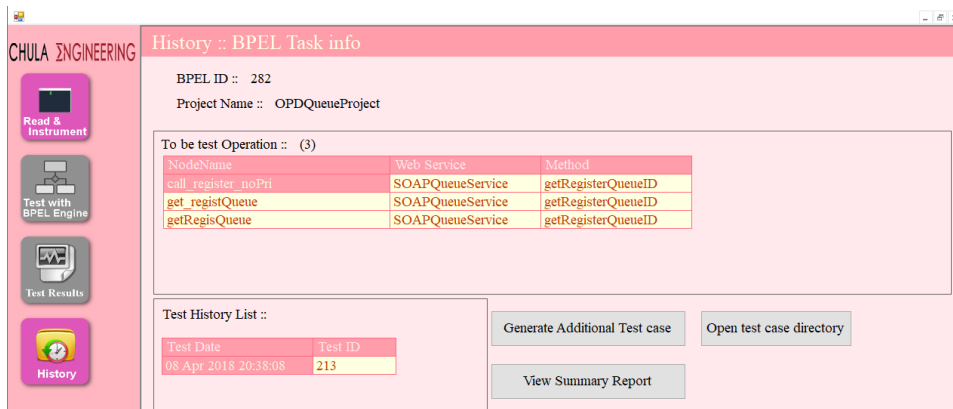 CHULA ΣNGINEERING
History :: BPEL Task info
BPEL ID :: 282
Project Name :: OPDQueueProject
Read &
Instrument
To be test Operation :: (3)
NodeName Web Service Method
call_register_noPri SOAPQueueService getRegisterQueueID
get_registQueue SOAPQueueService getRegisterQueueID
getRegisQueue SOAPQueueService getRegisterQueueID
Test with
BPEL Engine
Test Results
Test History List ::
Test Date Test ID
08 Apr 2018 20:38:08 213
Generate Additional Test case
Open test case directory
View Summary Report
History